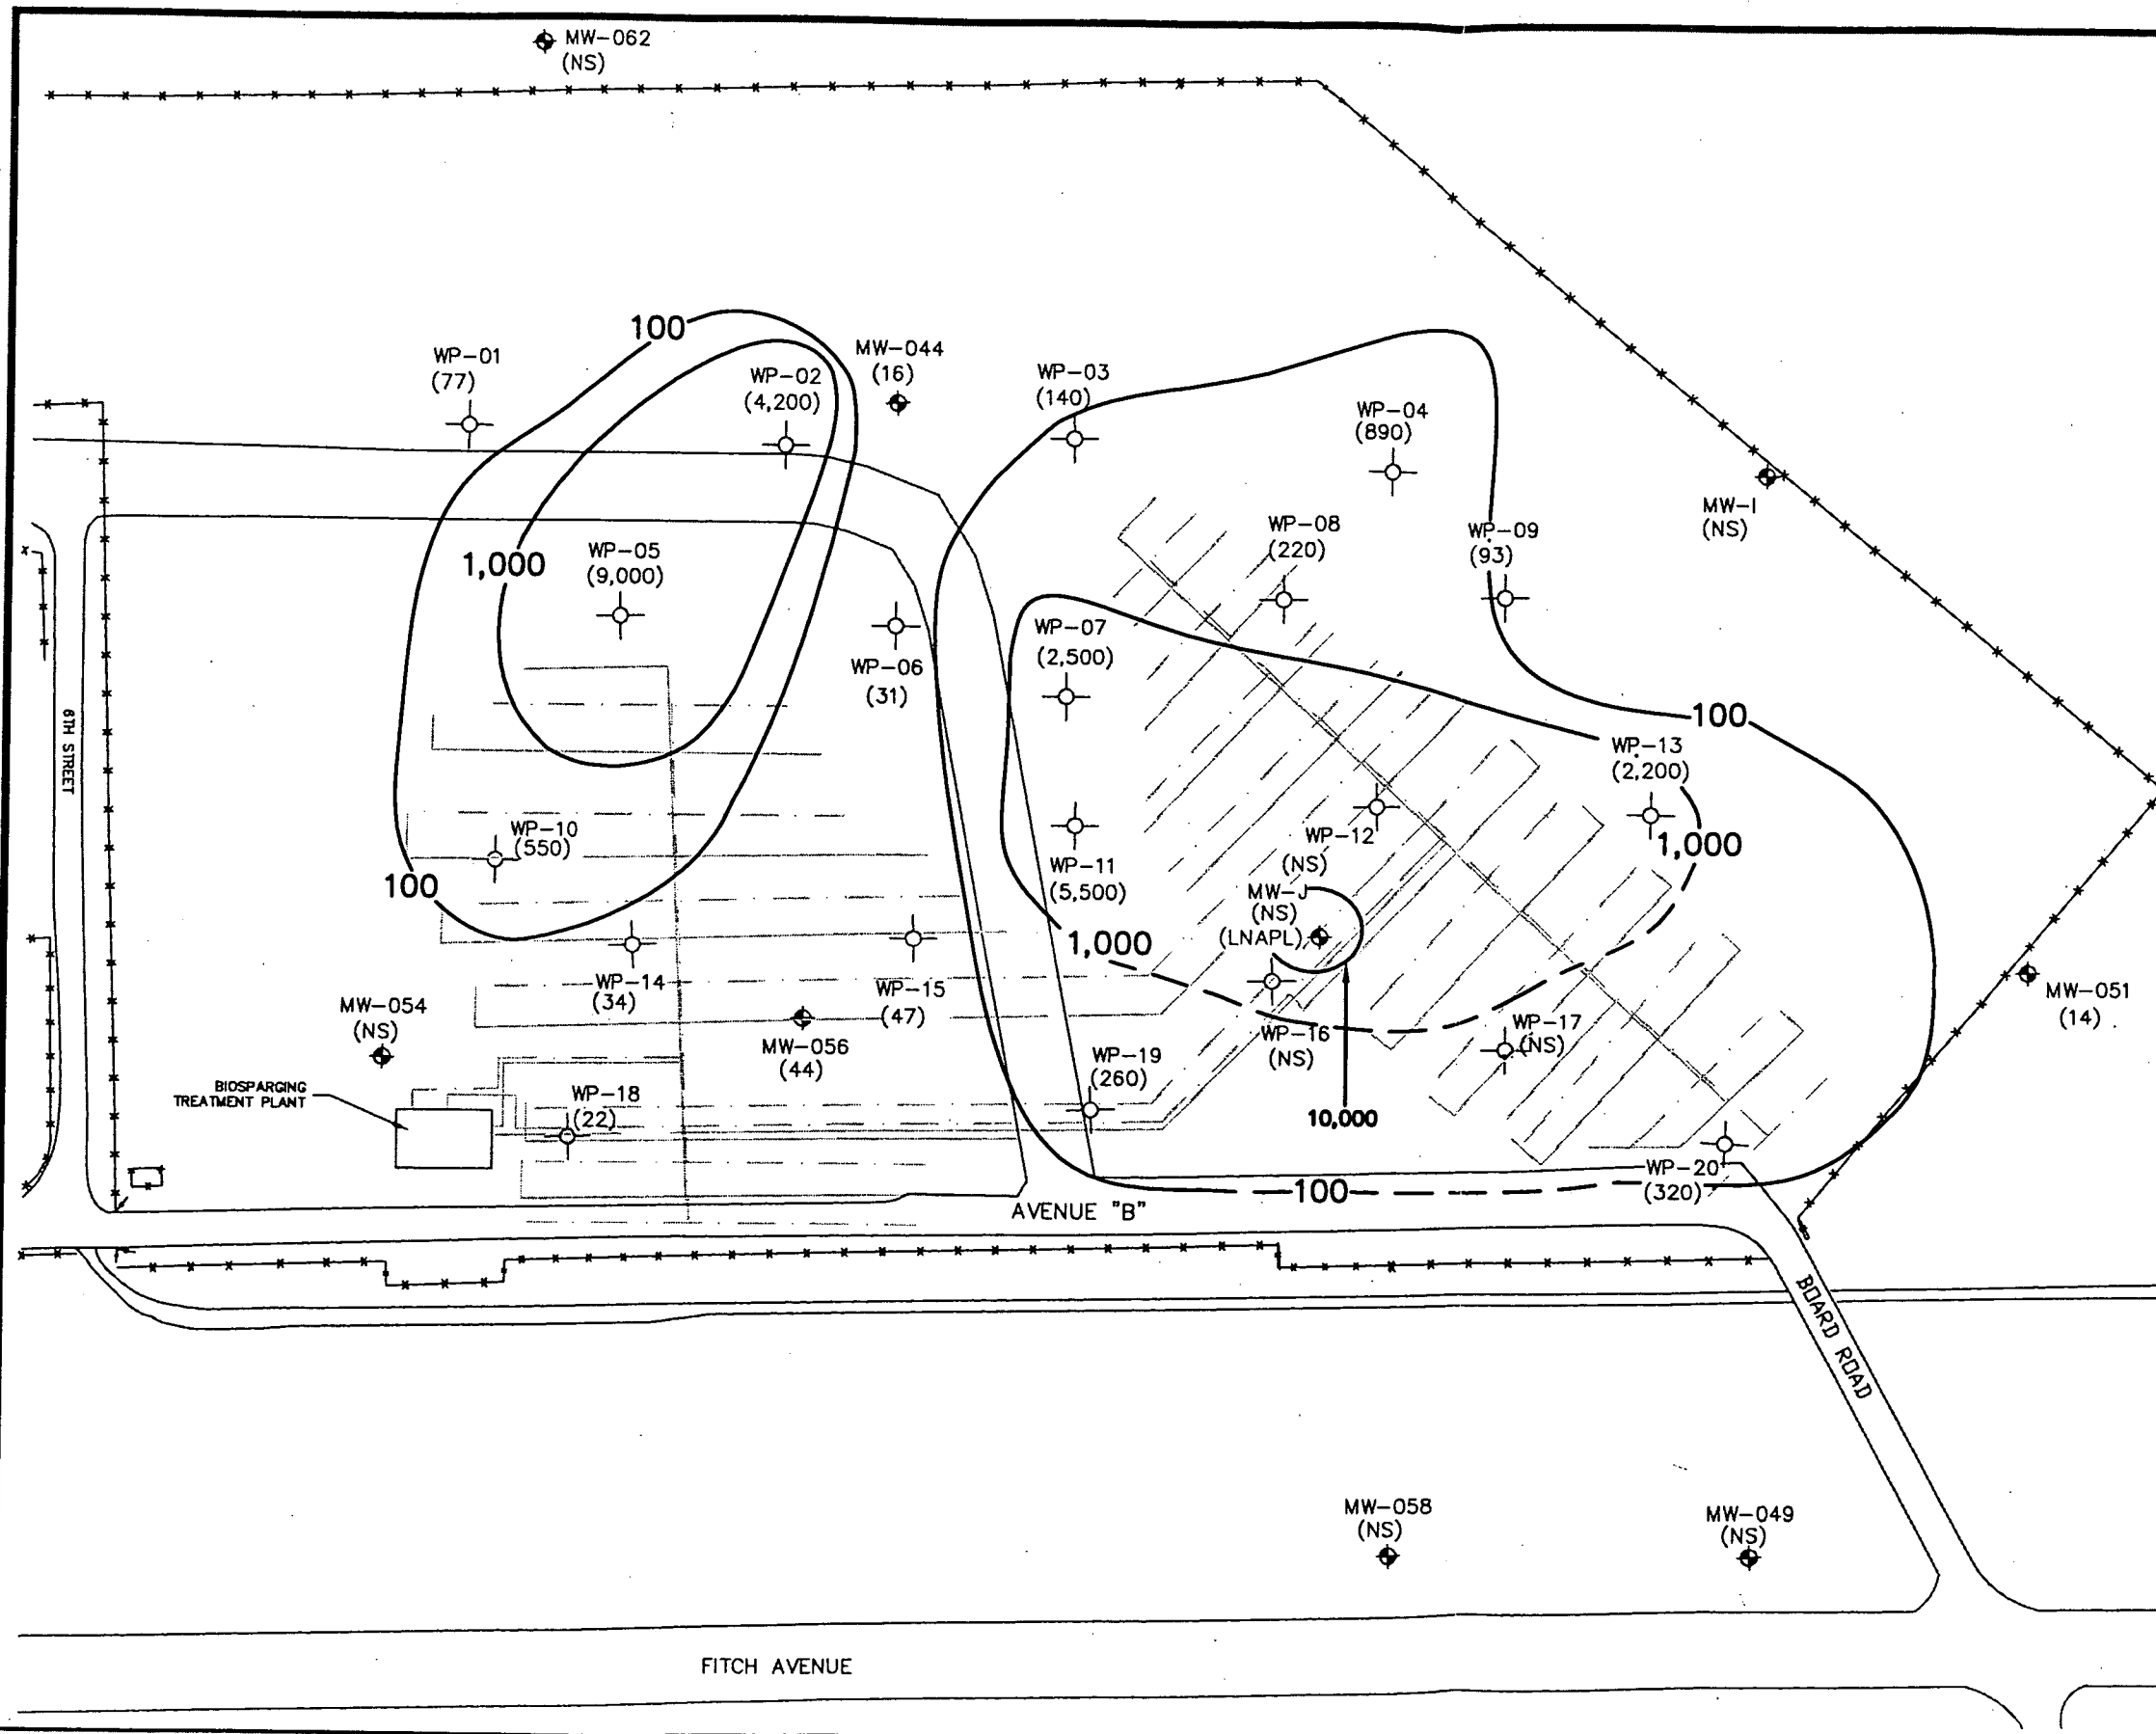 MW-062
(NS)
100
WP-01
(77)
WP-02
(4,200)
MW-044
(16)
WP-03
(140)
WP-04
(890)
MW-I
(NS)
1,000
WP-05
(9,000)
WP-08
(220)
WP-09
(93)
WP-06
(31)
WP-07
(2,500)
6TH STREET
100
WP-13
(2,200)
WP-10
(550)
100
WP-11
(5,500)
WP-12
(NS)
1,000
MW-J
(NS)
(LNAPL)
1,000
WP-14
(34)
WP-15
(47)
MW-051
(14)
MW-054
(NS)
MW-056
(44)
WP-16
(NS)
WP-17
(NS)
WP-19
(260)
BIOSPARGING
TREATMENT PLANT
WP-18
(22)
10,000
WP-20
(320)
100
AVENUE "B"
BOARD ROAD
MW-058
(NS)
MW-049
(NS)
FITCH AVENUE